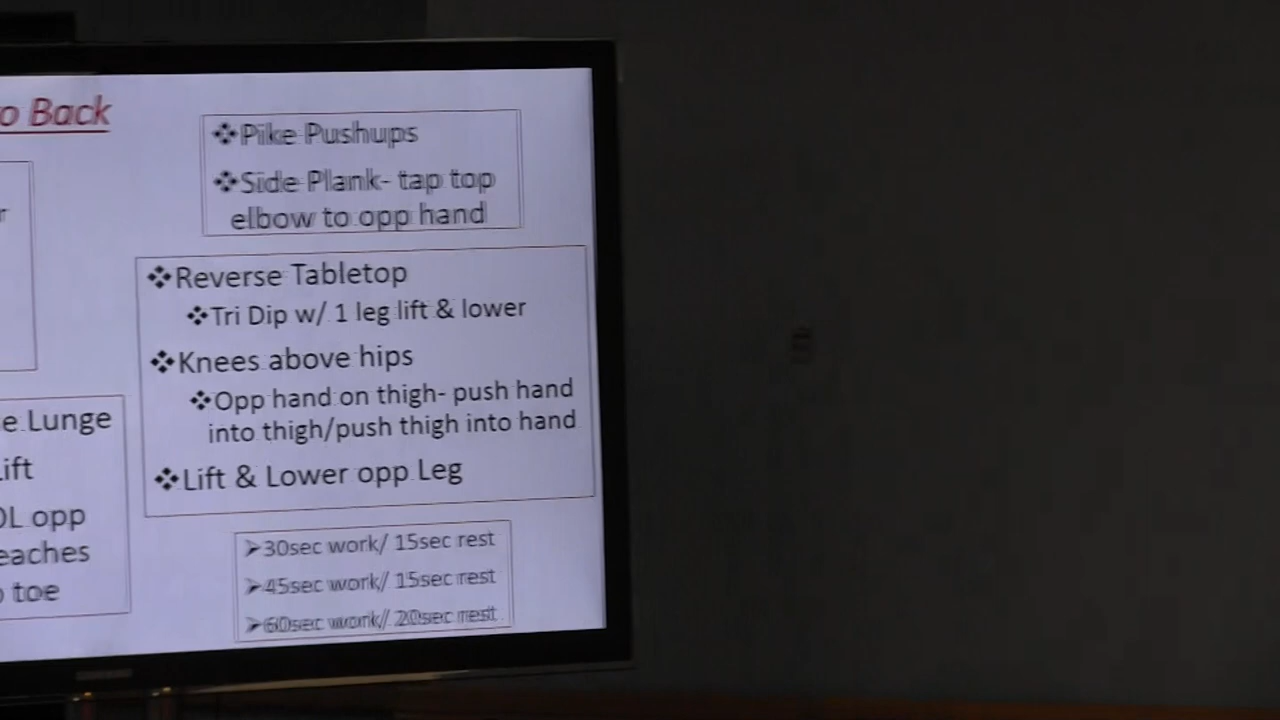 o Back
❖Pike Pushups
❖Side Plank- tap top
elbow to opp hand
r
❖Reverse Tabletop
❖Tri Dip w/ 1 leg lift & lower
❖Knees above hips
❖Opp hand on thigh- push hand
into thigh/push thigh into hand
❖Lift & Lower opp Leg
e Lunge
Lift
DL opp
eaches
o toe
➢30sec work/ 15sec rest
➢45sec work/ 15sec rest
➢60sec work/ 20sec rest